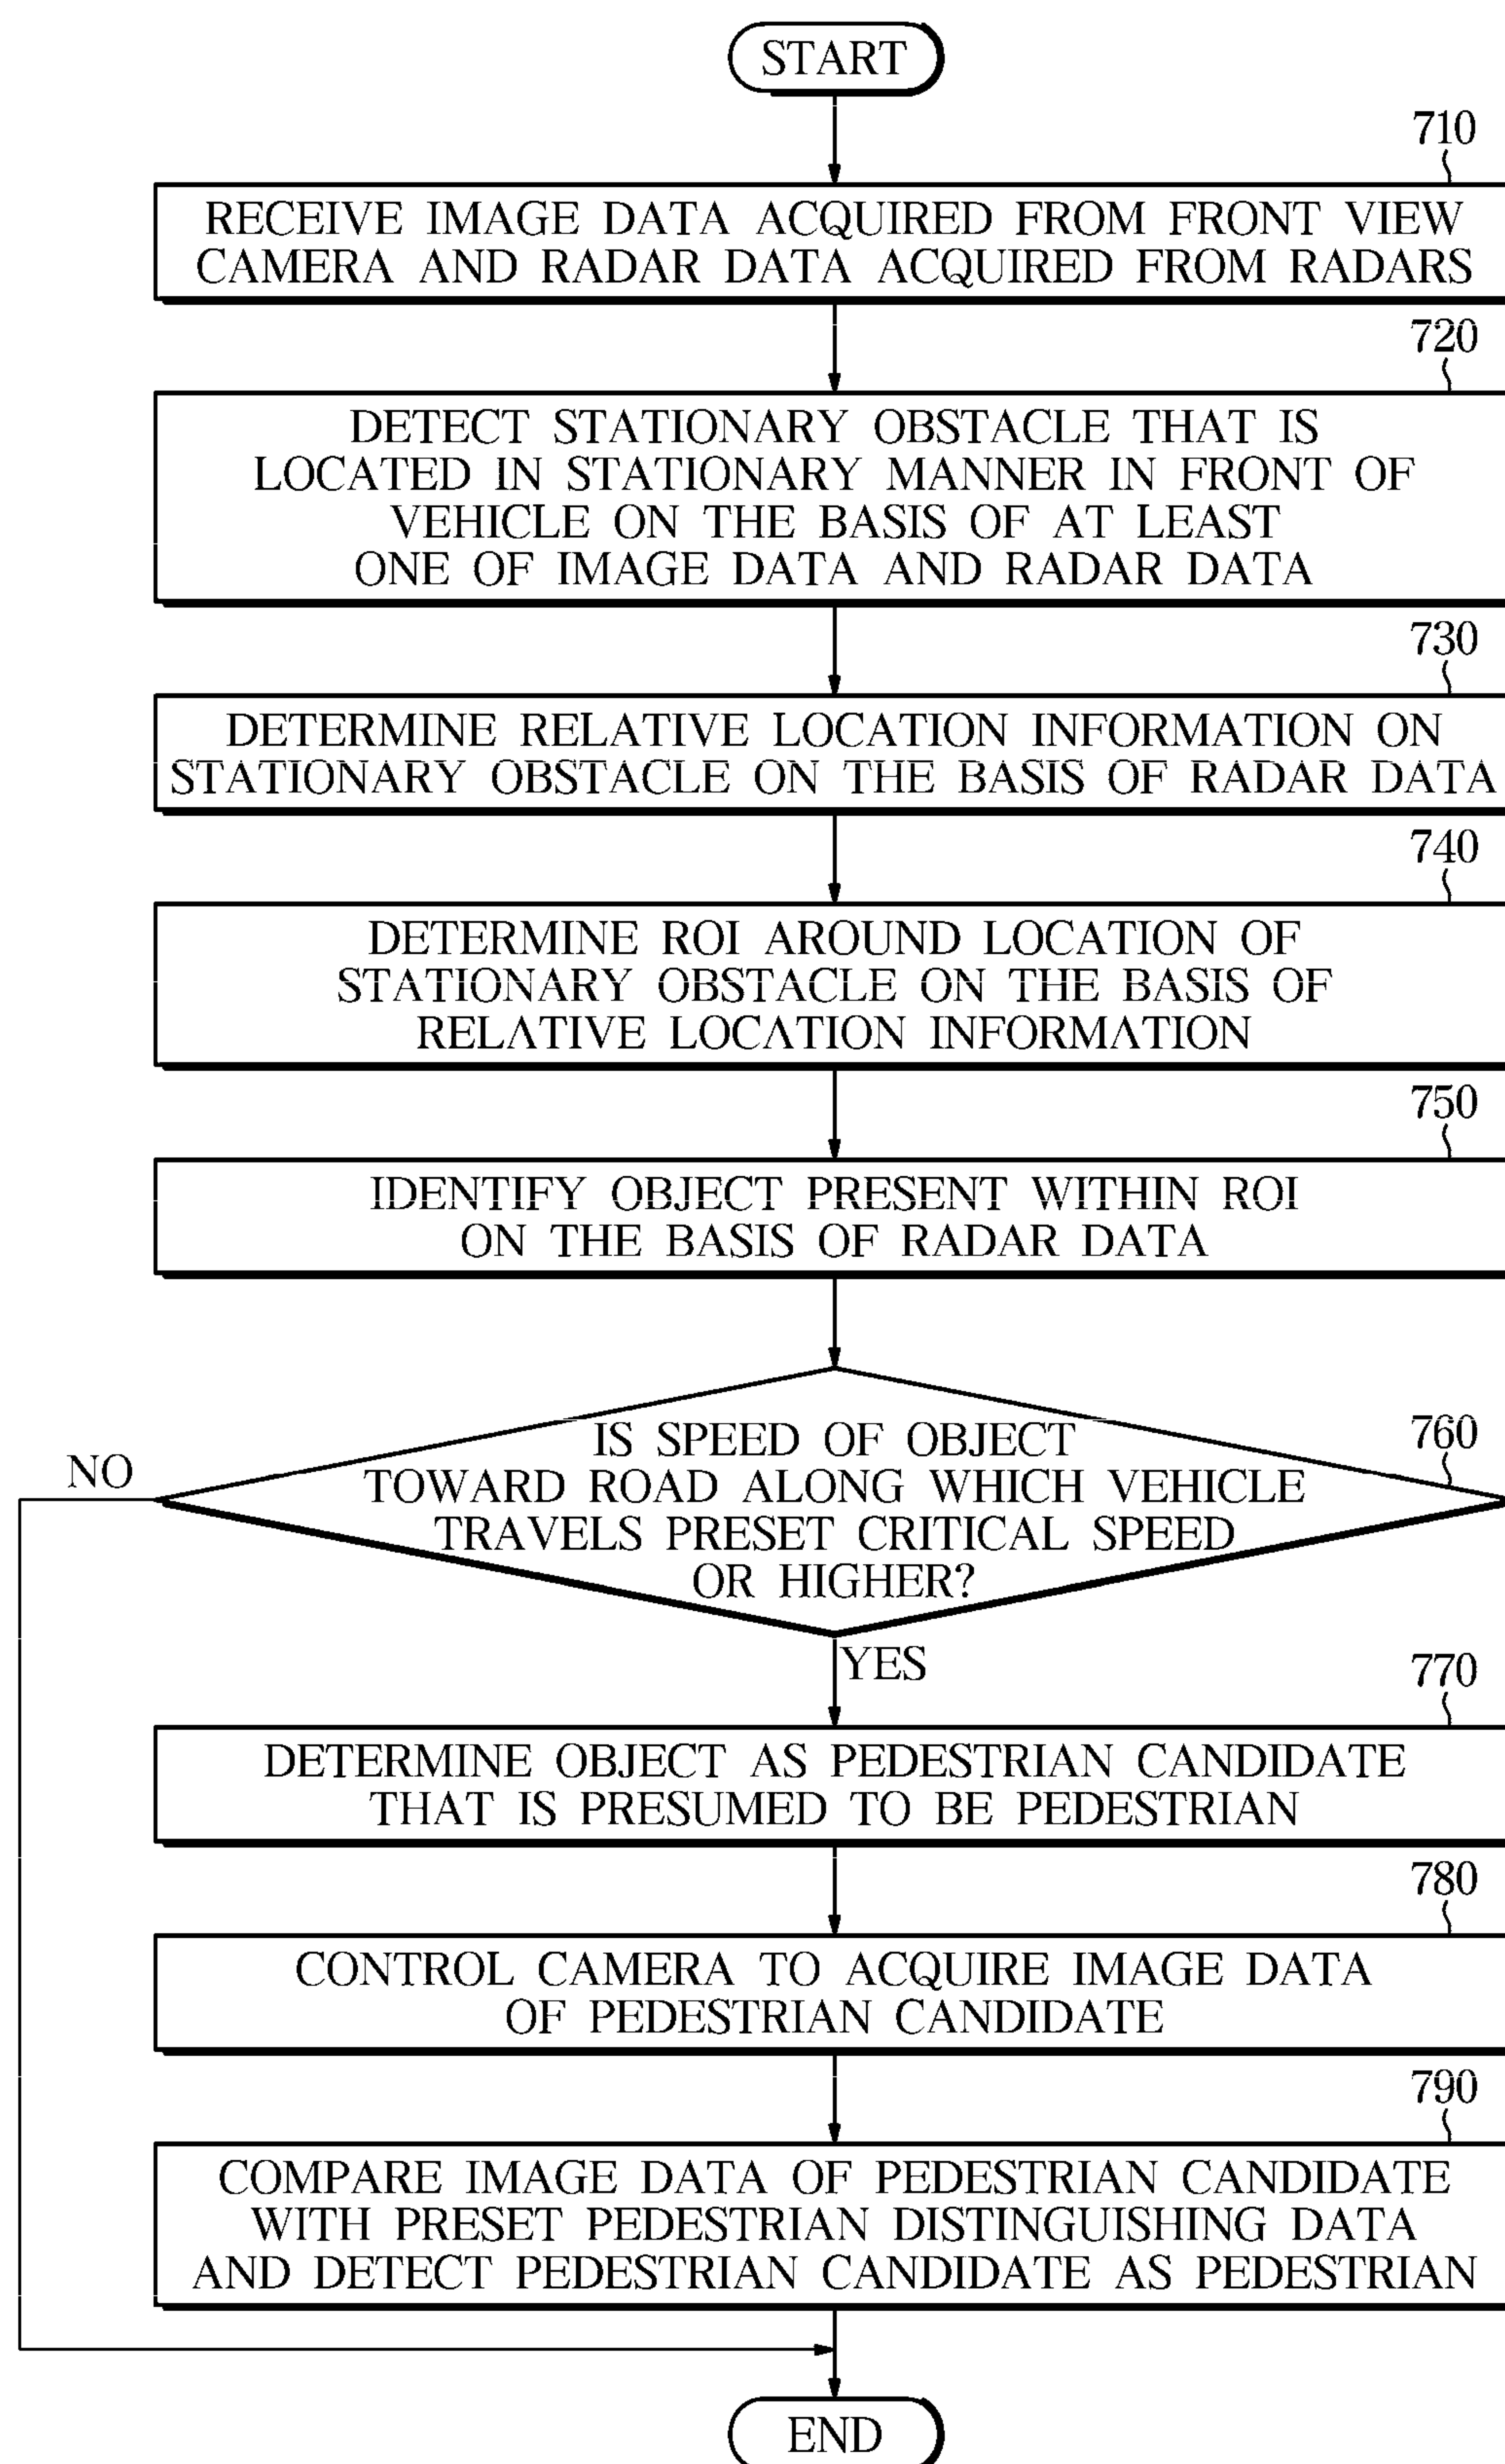 START
710
RECEIVE IMAGE DATA ACQUIRED FROM FRONT VIEW
CAMERA AND RADAR DATA ACQUIRED FROM RADARS
720
DETECT STATIONARY OBSTACLE THAT IS
LOCATED IN STATIONARY MANNER IN FRONT OF
VEHICLE ON THE BASIS OF AT LEAST
ONE OF IMAGE DATA AND RADAR DATA
730
DETERMINE RELATIVE LOCATION INFORMATION ON
STATIONARY OBSTACLE ON THE BASIS OF RADAR DATA
740
DETERMINE ROI AROUND LOCATION OF
STATIONARY OBSTACLE ON THE BASIS OF
RELATIVE LOCATION INFORMATION
750
IDENTIFY OBJECT PRESENT WITHIN ROI
ON THE BASIS OF RADAR DATA
760
IS SPEED OF OBJECT
TOWARD ROAD ALONG WHICH VEHICLE
TRAVELS PRESET CRITICAL SPEED
OR HIGHER?
NO
YES
770
DETERMINE OBJECT AS PEDESTRIAN CANDIDATE
THAT IS PRESUMED TO BE PEDESTRIAN
780
CONTROL CAMERA TO ACQUIRE IMAGE DATA
OF PEDESTRIAN CANDIDATE
790
COMPARE IMAGE DATA OF PEDESTRIAN CANDIDATE
WITH PRESET PEDESTRIAN DISTINGUISHING DATA
AND DETECT PEDESTRIAN CANDIDATE AS PEDESTRIAN
END